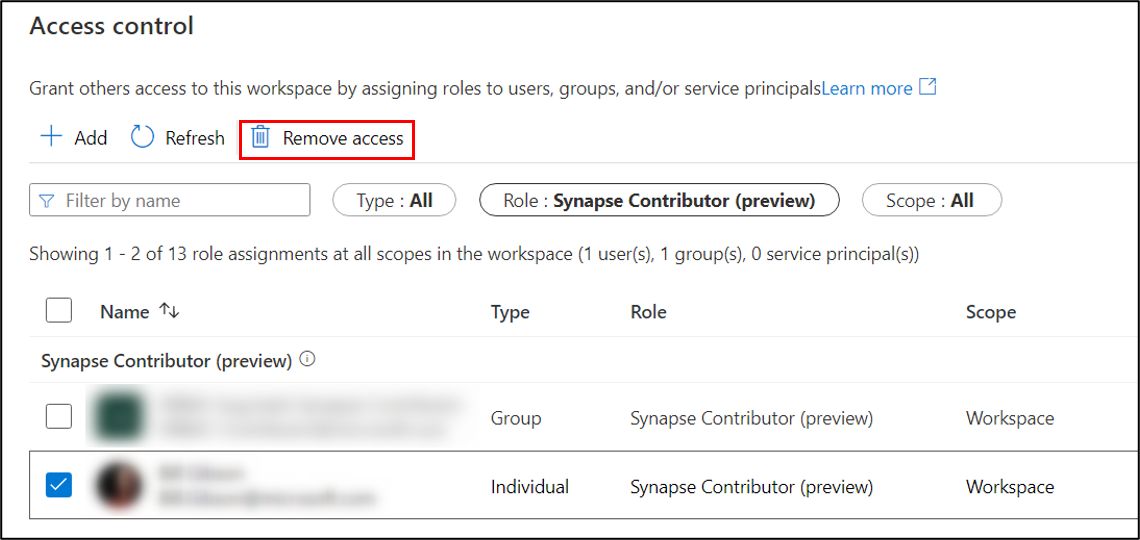 Access control
Grant others access to this workspace by assigning roles to users, groups, and/or service principalsLearn more
Add Refresh Remove access
Filter by name Type : All Role : Synapse Contributor (preview) Scope : All
Showing 1 - 2 of 13 role assignments at all scopes in the workspace (1 user(s), 1 group(s), 0 service principal(s))
Name Type Role Scope
Synapse Contributor (preview)
Group Synapse Contributor (preview) Workspace
Individual Synapse Contributor (preview) Workspace